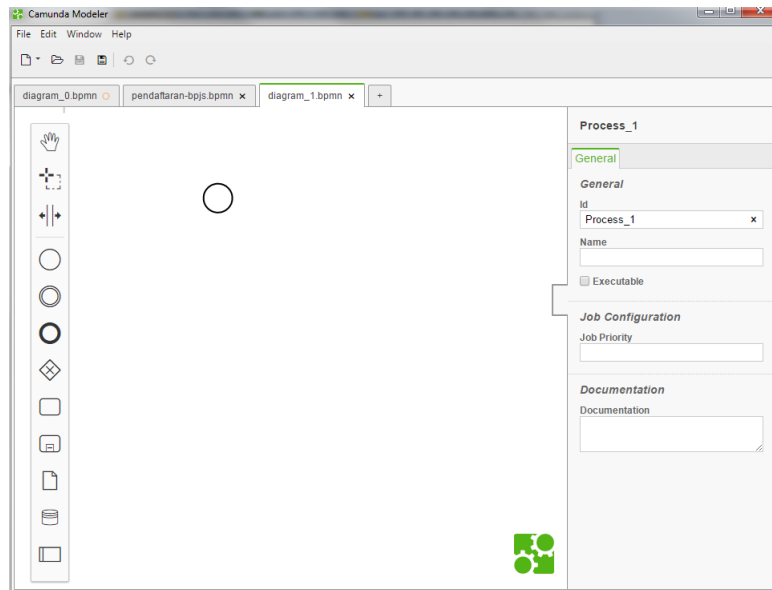 Camunda Modeler
File Edit Window Help
diagram_0.bpmn
pendaftaran-bpjs.bpmn x
diagram_1.bpmn x
+
Process_1
General
General
Id
Process_1 x
Name
Executable
Job Configuration
Job Priority
Documentation
Documentation